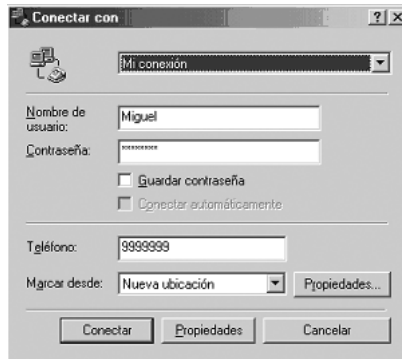 Conectar con
Mi conexión
Nombre de
usuario:
Miguel
Contraseña:
********
Guardar contraseña
Conectar automáticamente
Teléfono:
9999999
Marcar desde:
Nueva ubicación
Propiedades...
Conectar
Propiedades
Cancelar